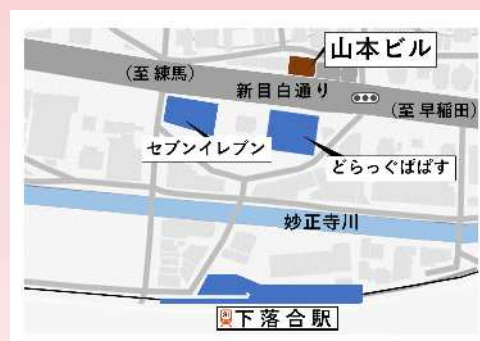 山本ビル
(至 練馬)
新目白通り
(至 早稲田)
セブンイレブン
どらっぐぱぱす
妙正寺川
下落合駅